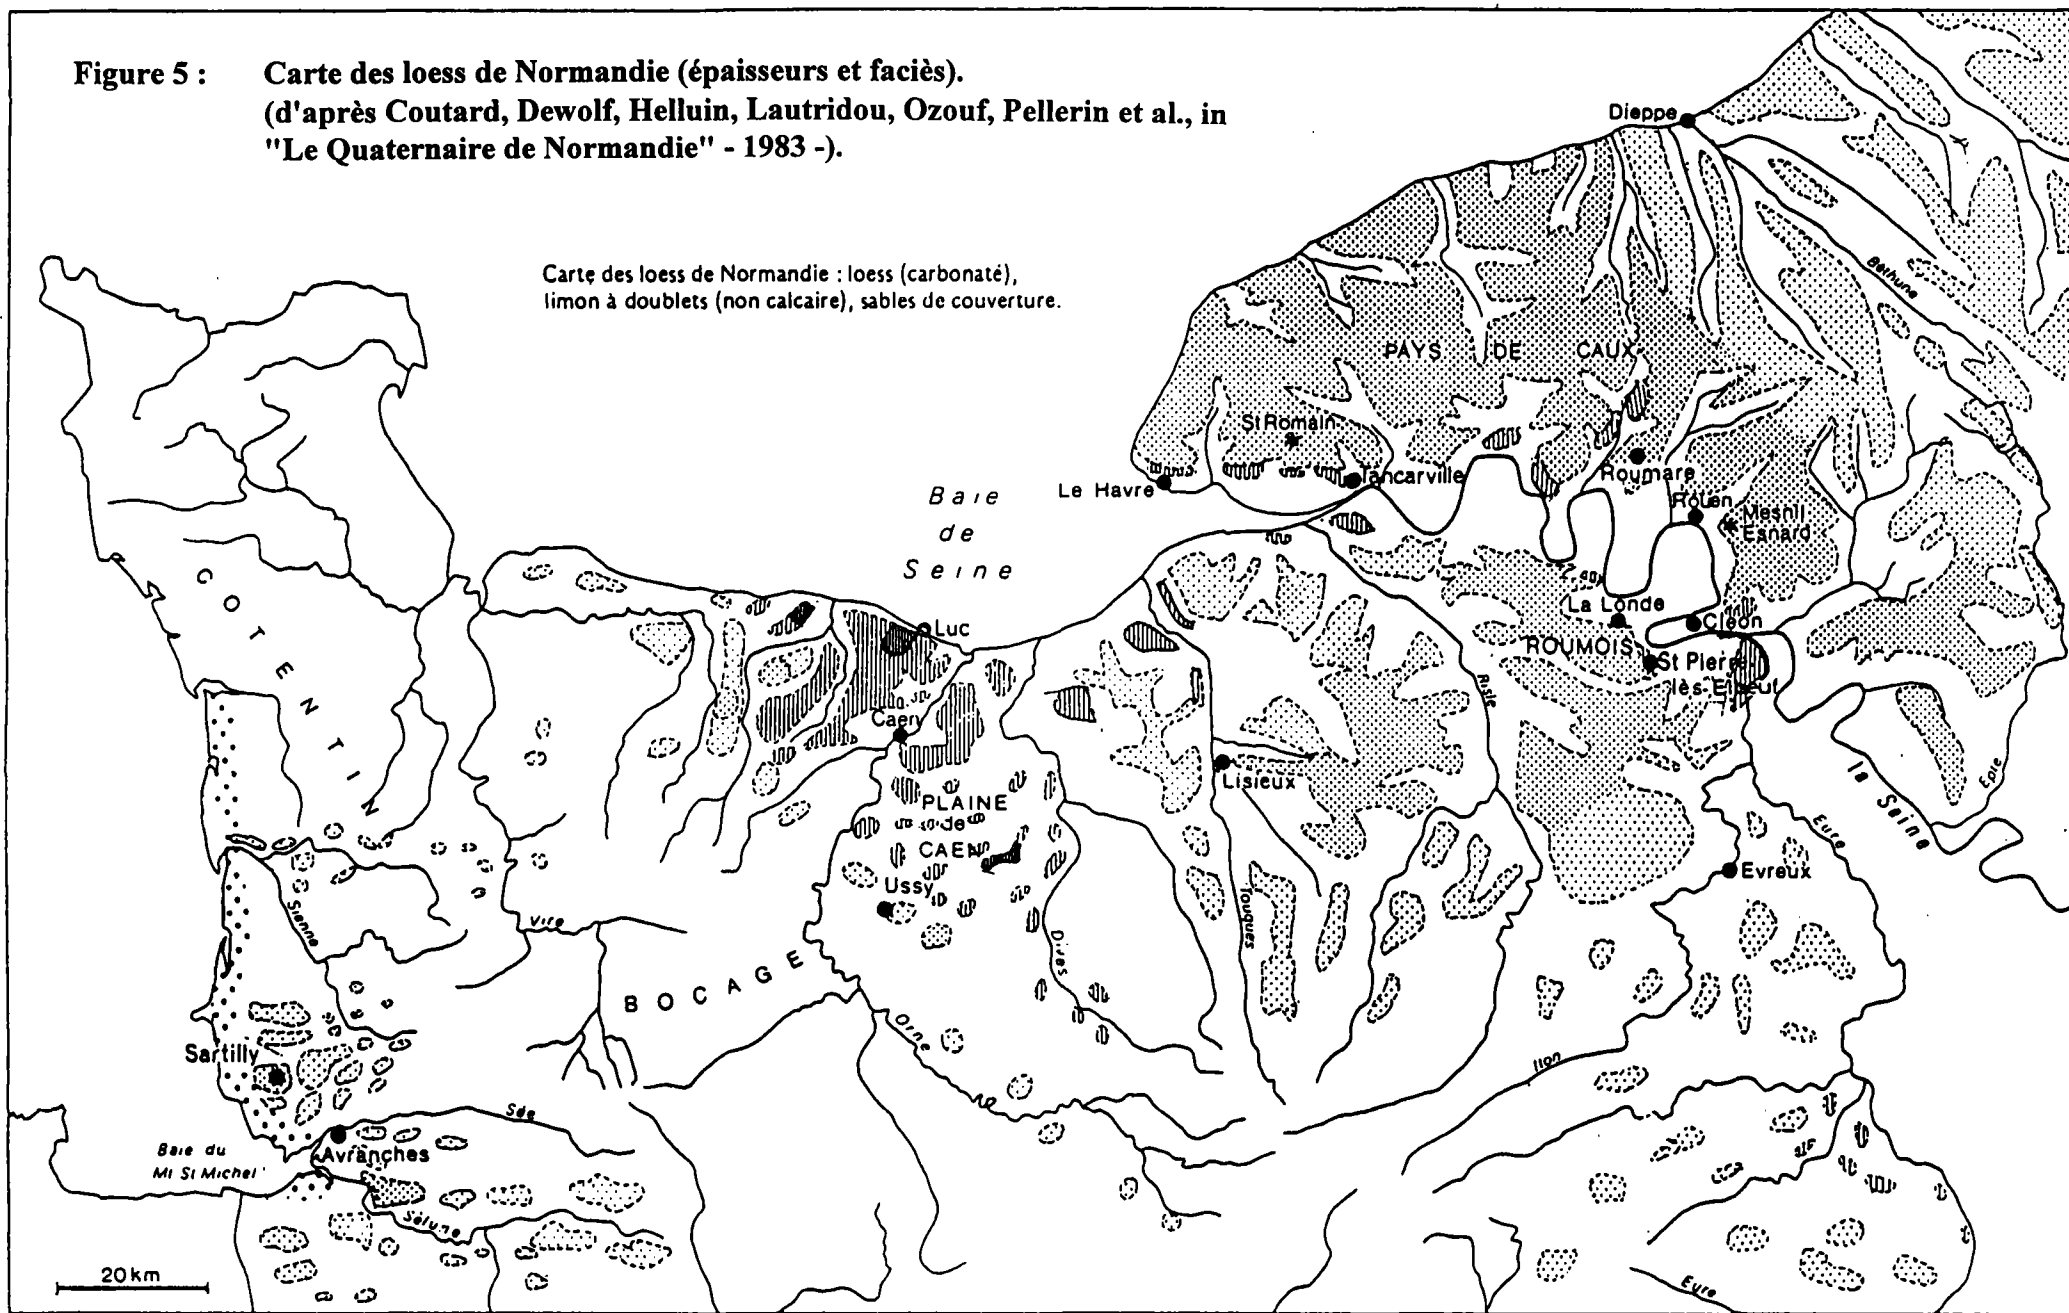 Figure 5 : Carte des loess de Normandie (épaisseurs et faciès).
(d'après Coutard, Dewolf, Helluin, Lautridou, Ozouf, Pellerin et al., in
"Le Quaternaire de Normandie" - 1983 -).
Carte des loess de Normandie : loess (carbonaté),
limon à doublets (non calcaire), sables de couverture.
Dieppe
Béthune
PAYS DE CAUX
St Romain
Tancarville
Le Havre
Roumare
Rouen
Mesnil
Esnard
Baie
de
Seine
COTENTIN
La Londe
Cléon
ROUMOIS
St Pierre-
lès-Elbeuf
Luc
Risle
Caen
Lisieux
la Seine
Epte
PLAINE
de
CAEN
Eure
Evreux
Ussy
Sienne
Vire
Touques
Dives
BOCAGE
Orne
Sartilly
Iton
Sée
Avranches
Baie du
Mt St Michel
Sélune
20 km
Eure